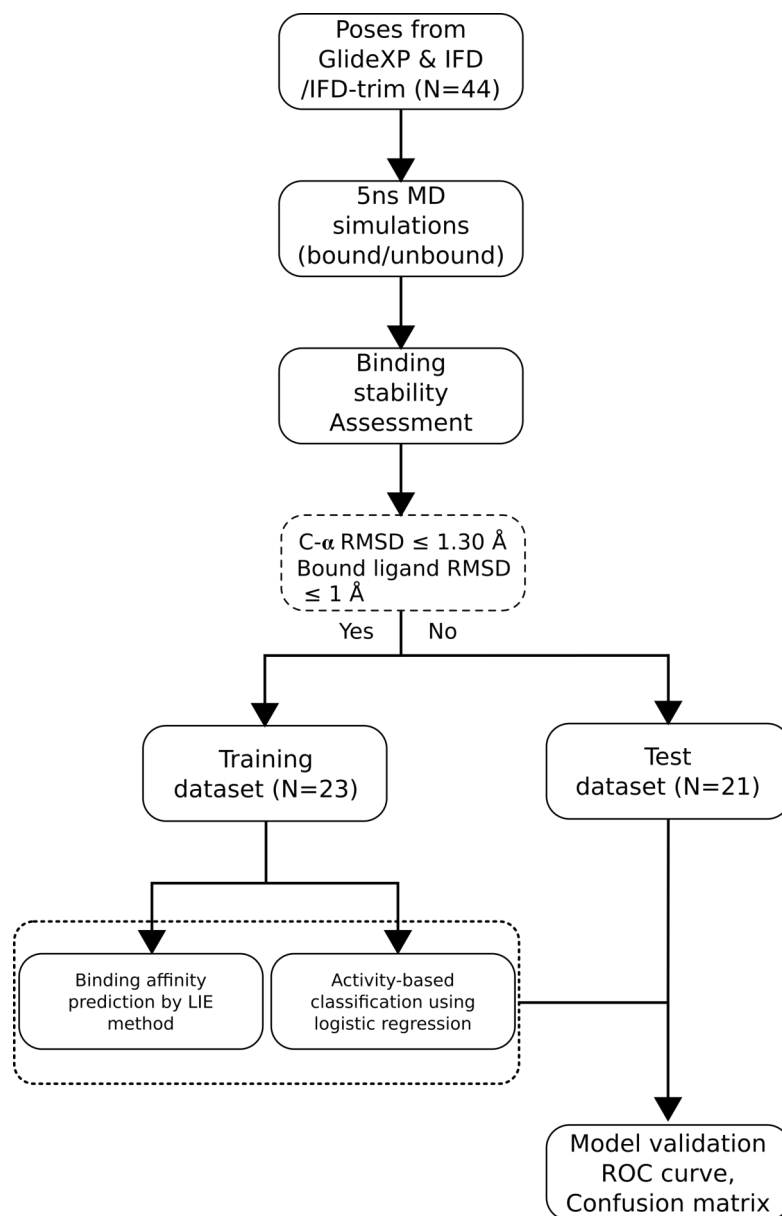 Poses from
GlideXP & IFD
/IFD-trim (N=44)
5ns MD
simulations
(bound/unbound)
Binding
stability
Assessment
C-α RMSD ≤ 1.30 Å
Bound ligand RMSD
≤ 1 Å
Yes No
Training
dataset (N=23)
Test
dataset (N=21)
Binding affinity
prediction by LIE
method
Activity-based
classification using
logistic regression
Model validation
ROC curve,
Confusion matrix